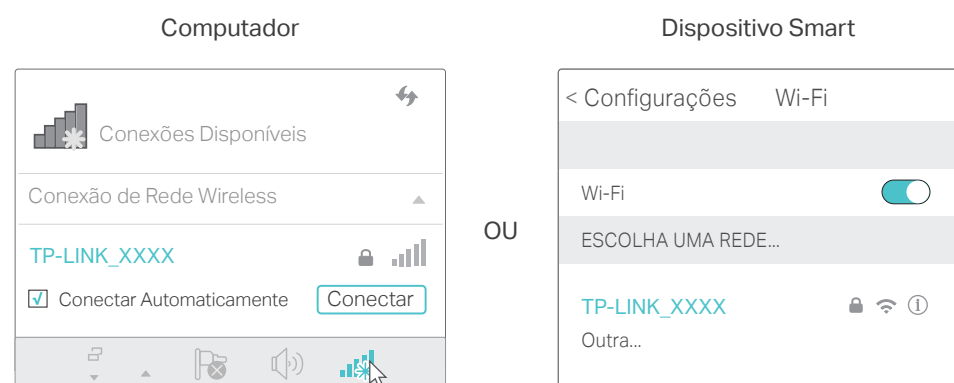 Computador
Conexões Disponíveis
Conexão de Rede Wireless
TP-LINK_XXXX
Conectar Automaticamente
Conectar
OU
Dispositivo Smart
< Configurações Wi-Fi
Wi-Fi
ESCOLHA UMA REDE...
TP-LINK_XXXX
Outra...